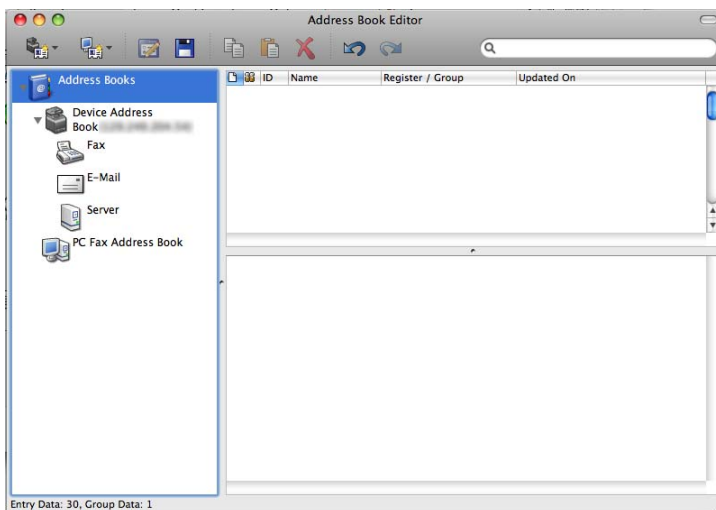 Address Book Editor
Address Books
ID Name Register / Group Updated On
Device Address
Book
Fax
E-Mail
Server
PC Fax Address Book
Entry Data: 30, Group Data: 1